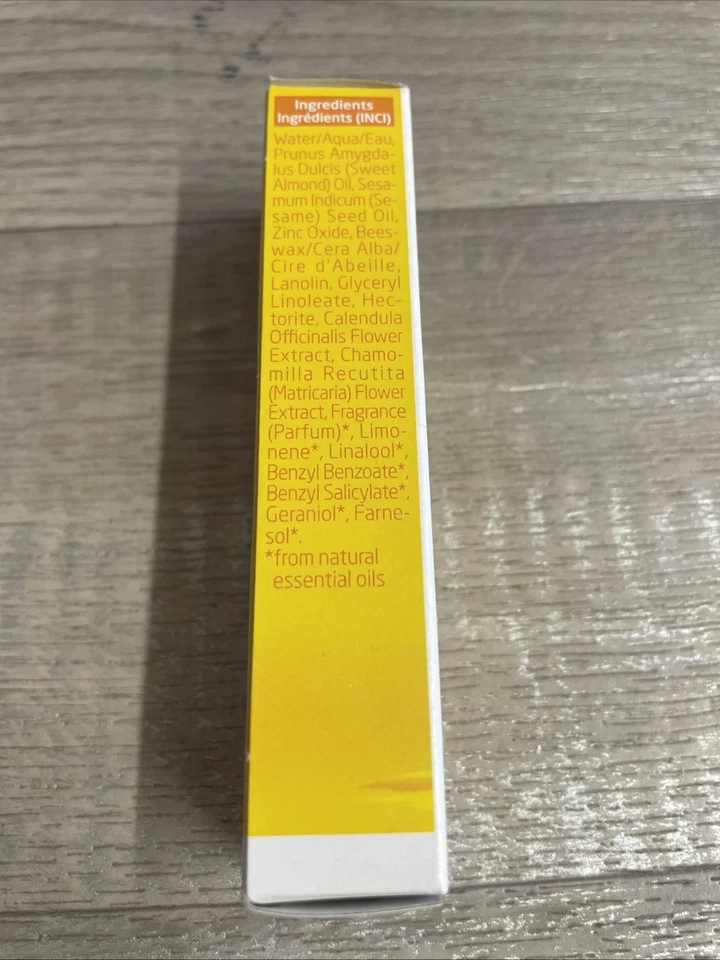 Ingredients
Ingrédients (INCI)
Water/Aqua/Eau,
Prunus Amygda-
lus Dulcis (Sweet
Almond) Oil, Sesa-
mum Indicum (Se-
same) Seed Oil,
Zinc Oxide, Bees-
wax/Cera Alba/
Cire d'Abeille,
Lanolin, Glyceryl
Linoleate, Hec-
torite, Calendula
Officinalis Flower
Extract, Chamo-
milla Recutita
(Matricaria) Flower
Extract, Fragrance
(Parfum)*, Limo-
nene*, Linalool*,
Benzyl Benzoate*,
Benzyl Salicylate*,
Geraniol*, Farne-
sol*.
*from natural
essential oils